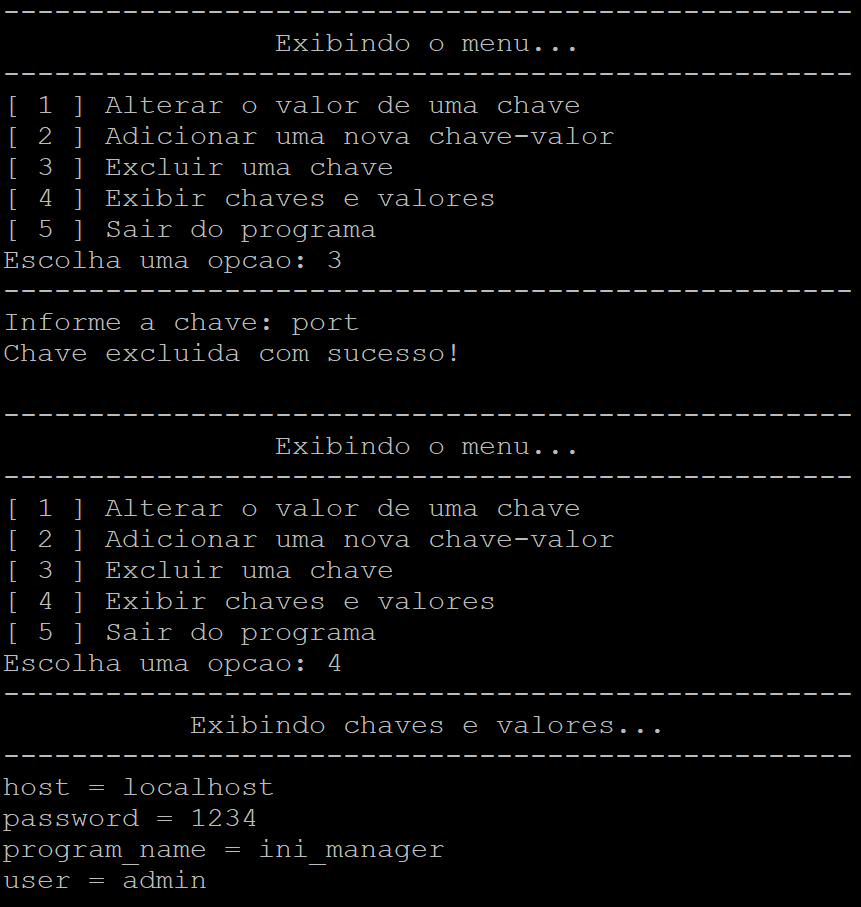 --------------------------------------------------
                Exibindo o menu...
--------------------------------------------------
[ 1 ] Alterar o valor de uma chave
[ 2 ] Adicionar uma nova chave-valor
[ 3 ] Excluir uma chave
[ 4 ] Exibir chaves e valores
[ 5 ] Sair do programa
Escolha uma opcao: 3
--------------------------------------------------
Informe a chave: port
Chave excluida com sucesso!

--------------------------------------------------
                Exibindo o menu...
--------------------------------------------------
[ 1 ] Alterar o valor de uma chave
[ 2 ] Adicionar uma nova chave-valor
[ 3 ] Excluir uma chave
[ 4 ] Exibir chaves e valores
[ 5 ] Sair do programa
Escolha uma opcao: 4
--------------------------------------------------
           Exibindo chaves e valores...
--------------------------------------------------
host = localhost
password = 1234
program_name = ini_manager
user = admin